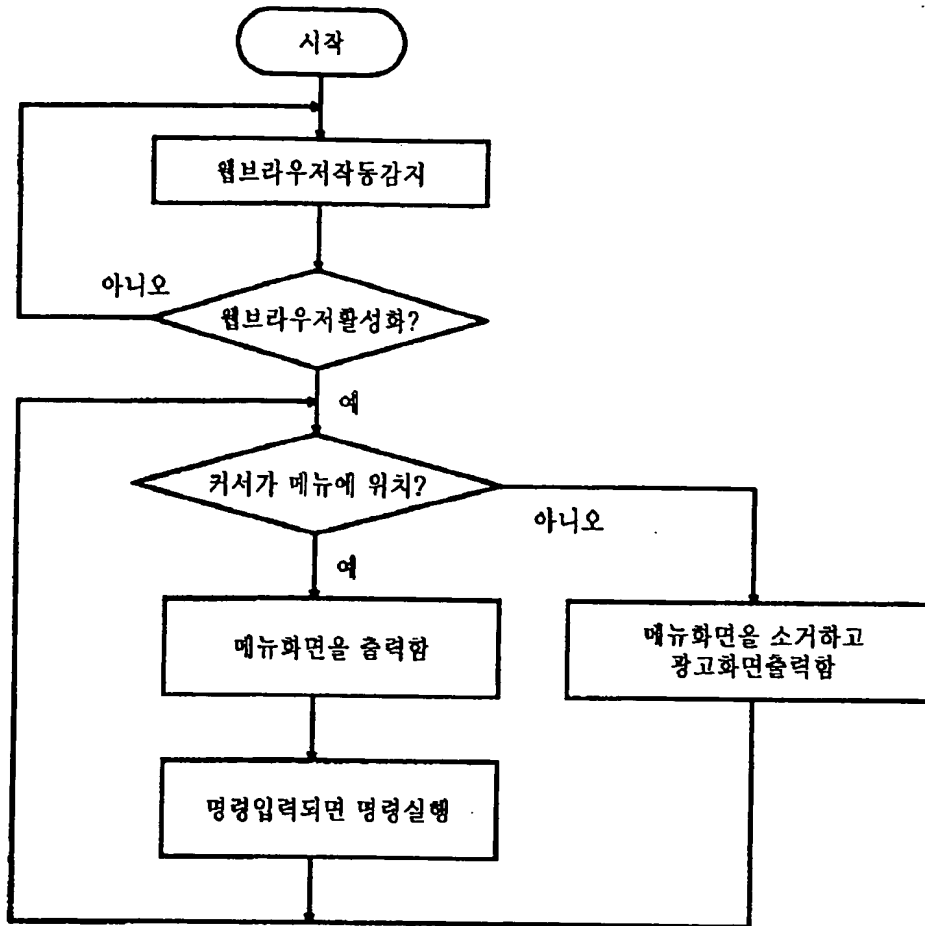 시작
웹브라우저작동감지
아니오
웹브라우저활성화?
예
커서가 메뉴에 위치?
아니오
예
메뉴화면을 출력함
메뉴화면을 소거하고
광고화면출력함
명령입력되면 명령실행